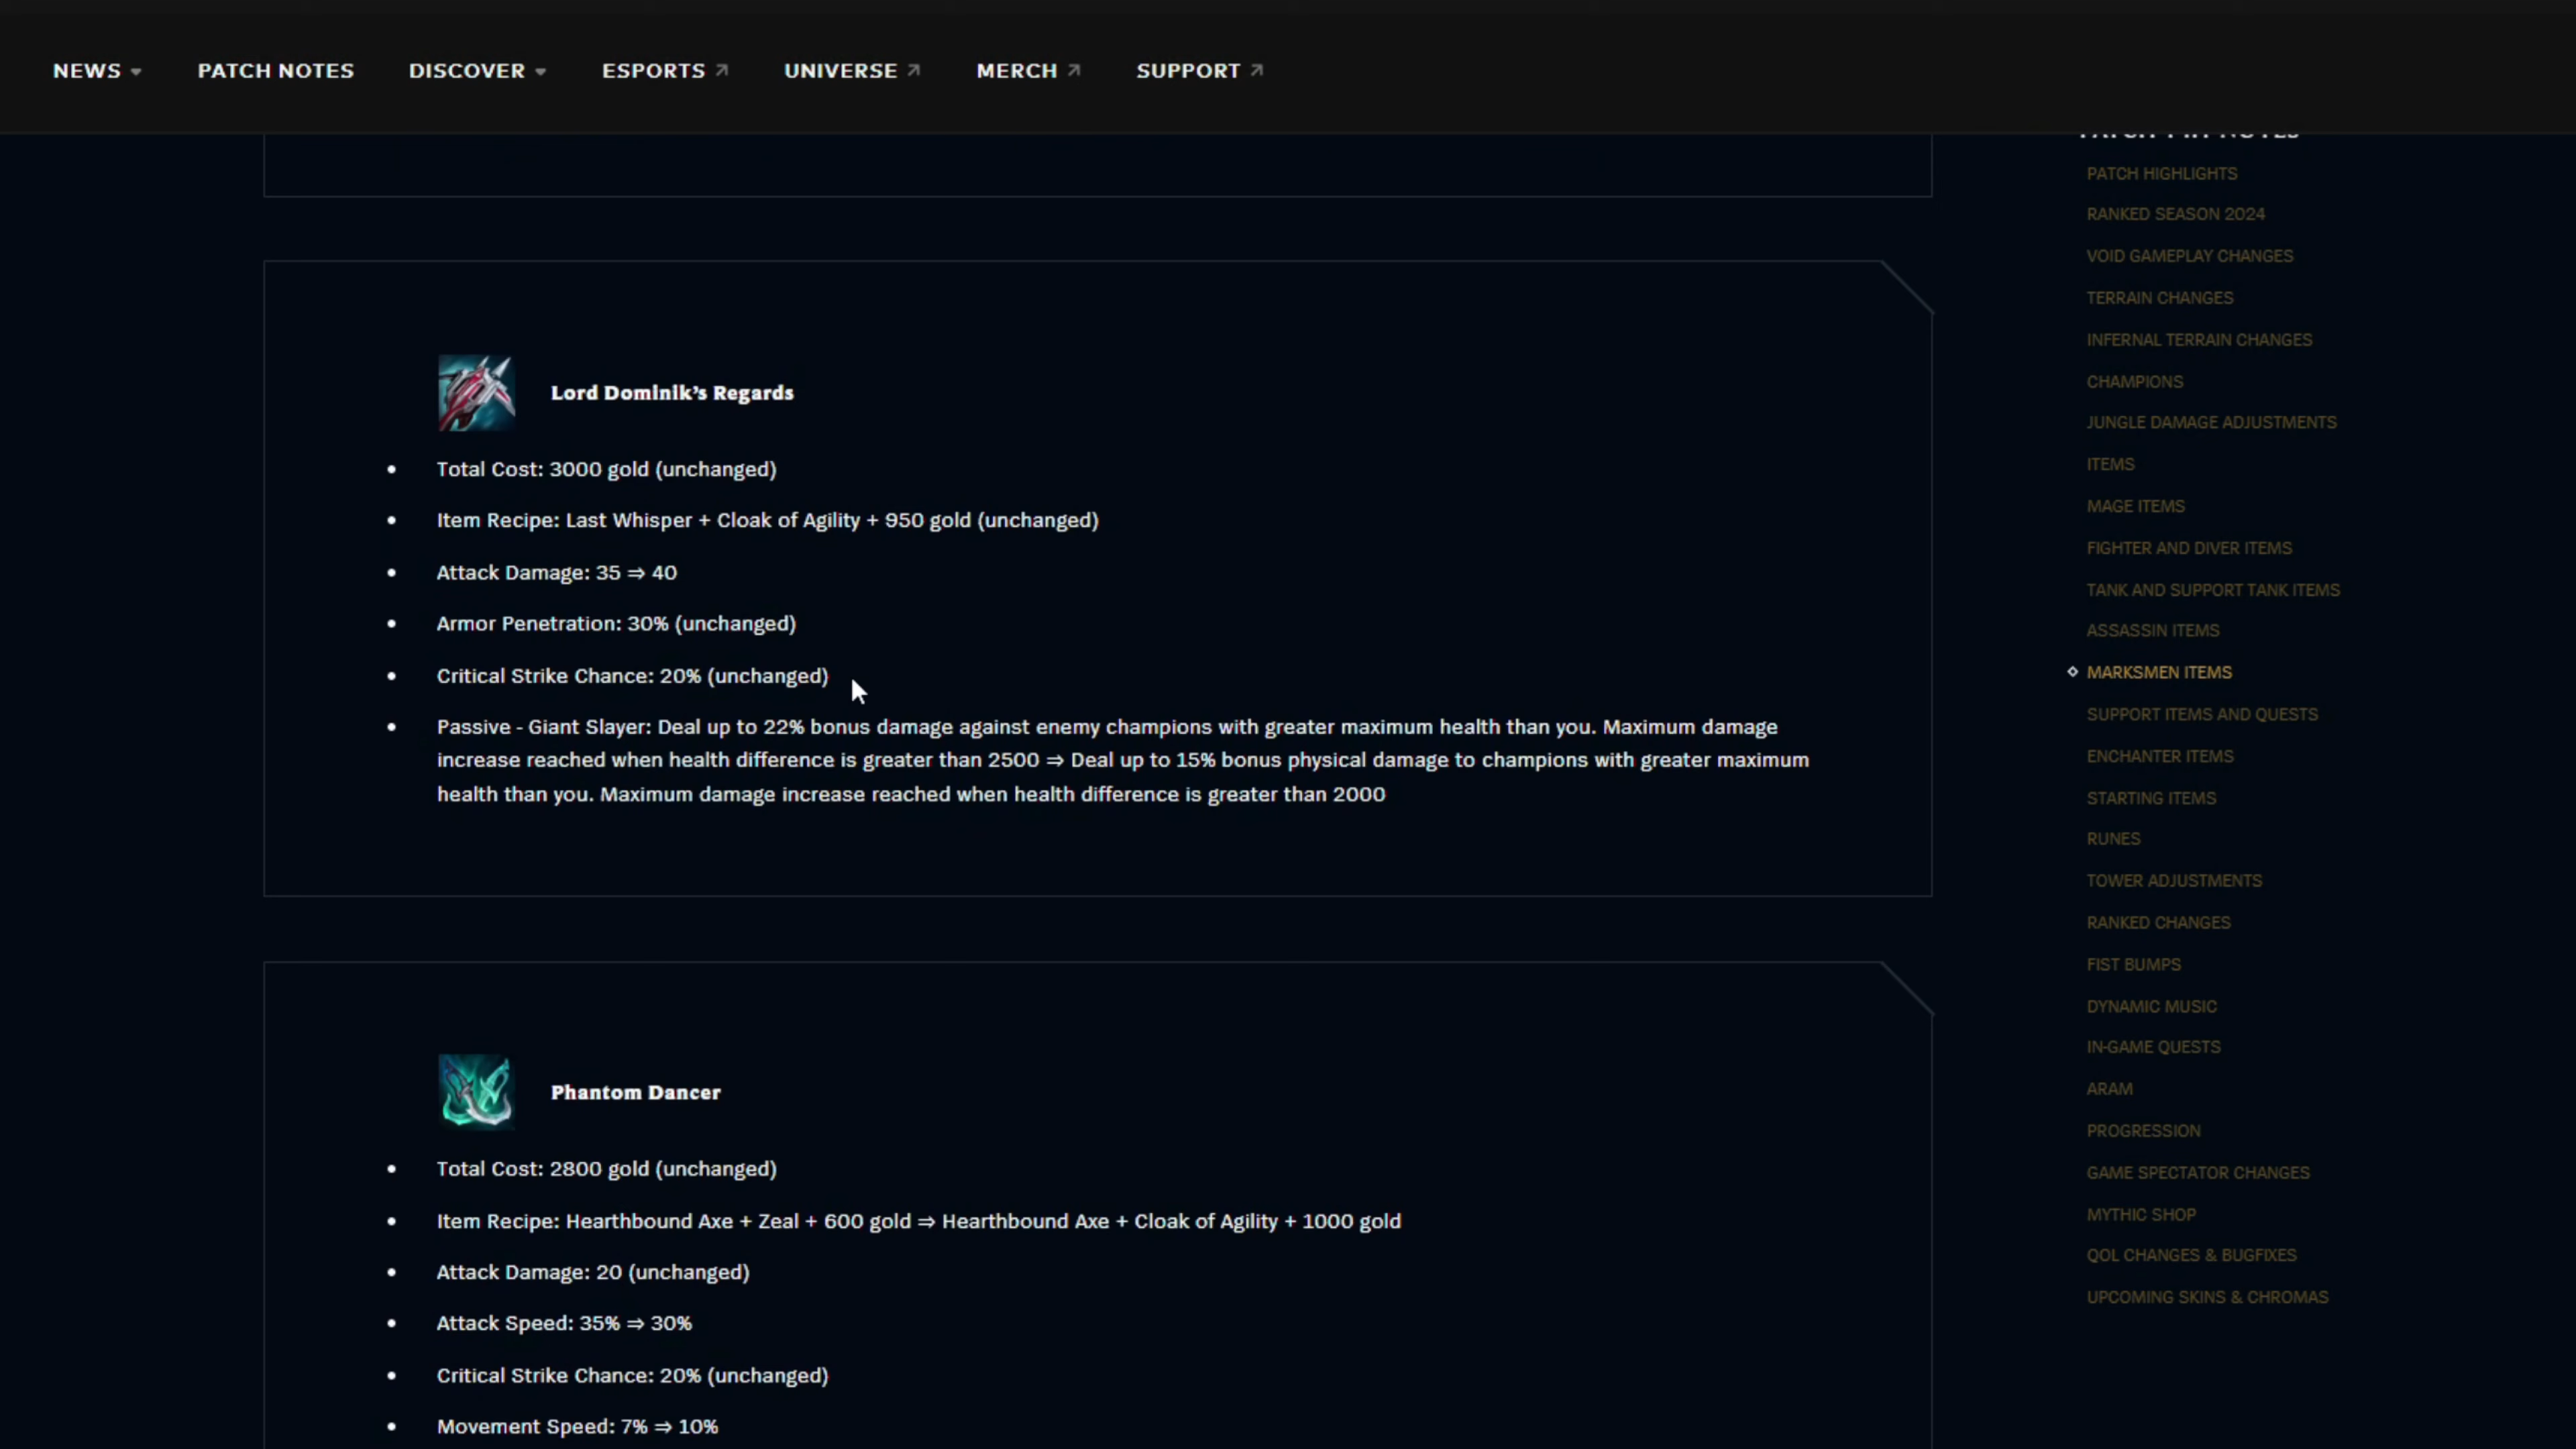 NEWS
PATCH NOTES
DISCOVER
ESPORTS
UNIVERSE
MERCH
SUPPORT
Lord Dominik's Regards
• Total Cost: 3000 gold (unchanged)
• Item Recipe: Last Whisper + Cloak of Agility + 950 gold (unchanged)
• Attack Damage: 35 ⇒ 40
• Armor Penetration: 30% (unchanged)
• Critical Strike Chance: 20% (unchanged)
• Passive - Giant Slayer: Deal up to 22% bonus damage against enemy champions with greater maximum health than you. Maximum damage
increase reached when health difference is greater than 2500 ⇒ Deal up to 15% bonus physical damage to champions with greater maximum
health than you. Maximum damage increase reached when health difference is greater than 2000
Phantom Dancer
• Total Cost: 2800 gold (unchanged)
• Item Recipe: Hearthbound Axe + Zeal + 600 gold ⇒ Hearthbound Axe + Cloak of Agility + 1000 gold
• Attack Damage: 20 (unchanged)
• Attack Speed: 35% ⇒ 30%
• Critical Strike Chance: 20% (unchanged)
• Movement Speed: 7% ⇒ 10%
PATCH HIGHLIGHTS
RANKED SEASON 2024
VOID GAMEPLAY CHANGES
TERRAIN CHANGES
INFERNAL TERRAIN CHANGES
CHAMPIONS
JUNGLE DAMAGE ADJUSTMENTS
ITEMS
MAGE ITEMS
FIGHTER AND DIVER ITEMS
TANK AND SUPPORT TANK ITEMS
ASSASSIN ITEMS
MARKSMEN ITEMS
SUPPORT ITEMS AND QUESTS
ENCHANTER ITEMS
STARTING ITEMS
RUNES
TOWER ADJUSTMENTS
RANKED CHANGES
FIST BUMPS
DYNAMIC MUSIC
IN-GAME QUESTS
ARAM
PROGRESSION
GAME SPECTATOR CHANGES
MYTHIC SHOP
QOL CHANGES & BUGFIXES
UPCOMING SKINS & CHROMAS